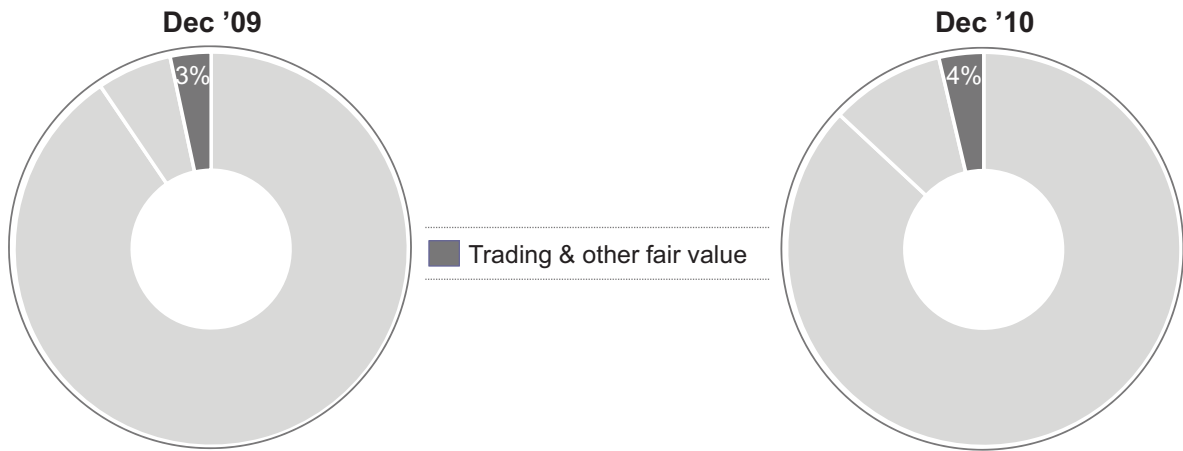 Dec ’09
Dec ’10
3%
4%
Trading & other fair value